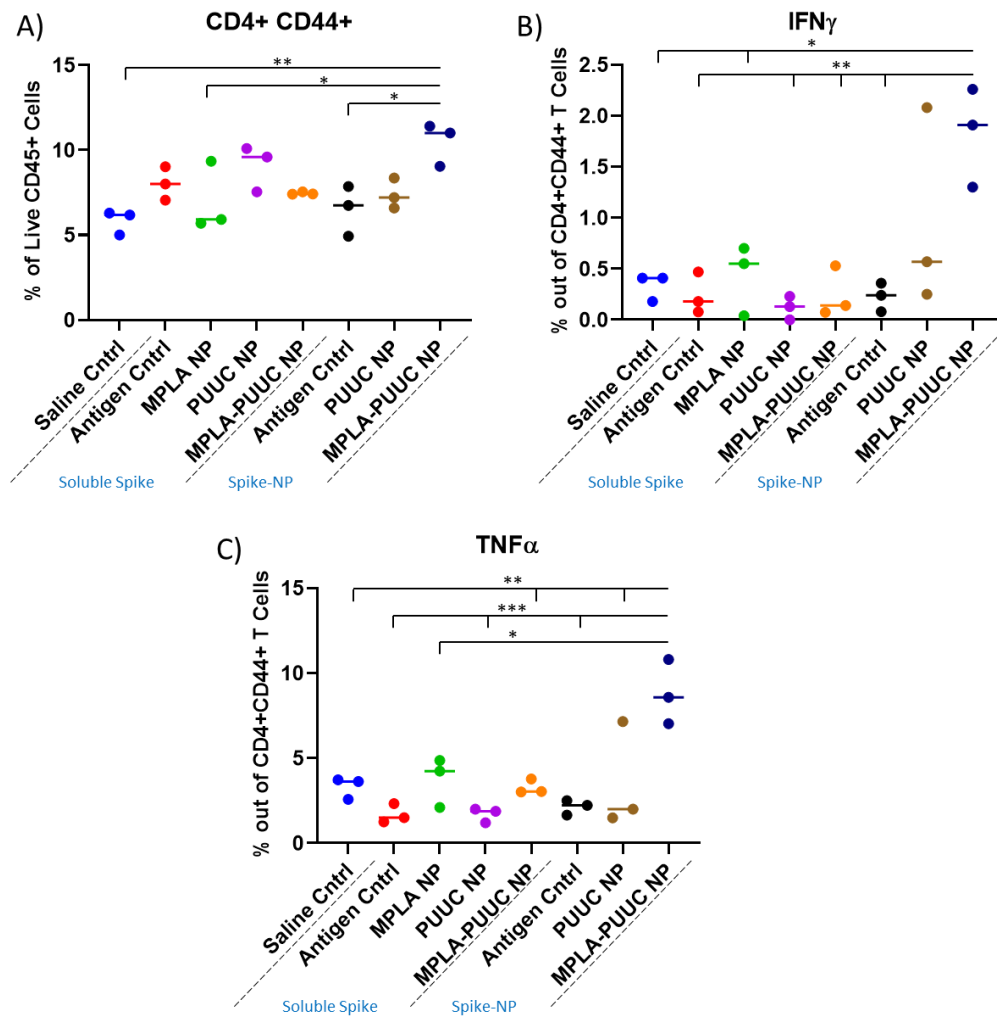 A)
CD4+ CD44+
**
*
*
% of Live CD45+ Cells
15
10
5
0
Saline Cntrl
Antigen Cntrl
MPLA NP
PUUC NP
MPLA-PUUC NP
Antigen Cntrl
PUUC NP
MPLA-PUUC NP
Soluble Spike
Spike-NP
B)
IFNγ
*
**
% out of CD4+CD44+ T Cells
2.5
2.0
1.5
1.0
0.5
0.0
Saline Cntrl
Antigen Cntrl
MPLA NP
PUUC NP
MPLA-PUUC NP
Antigen Cntrl
PUUC NP
MPLA-PUUC NP
Soluble Spike
Spike-NP
C)
TNFα
**
***
*
% out of CD4+CD44+ T Cells
15
10
5
0
Saline Cntrl
Antigen Cntrl
MPLA NP
PUUC NP
MPLA-PUUC NP
Antigen Cntrl
PUUC NP
MPLA-PUUC NP
Soluble Spike
Spike-NP